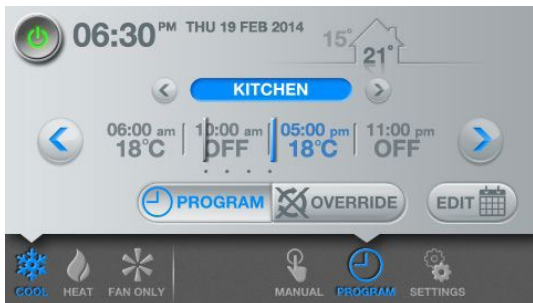 06:30 PM THU 19 FEB 2014
15°
21°
KITCHEN
06:00 am 10:00 am 05:00 pm 11:00 pm
18°C OFF 18°C OFF
PROGRAM OVERRIDE EDIT
COOL HEAT FAN ONLY MANUAL PROGRAM SETTINGS